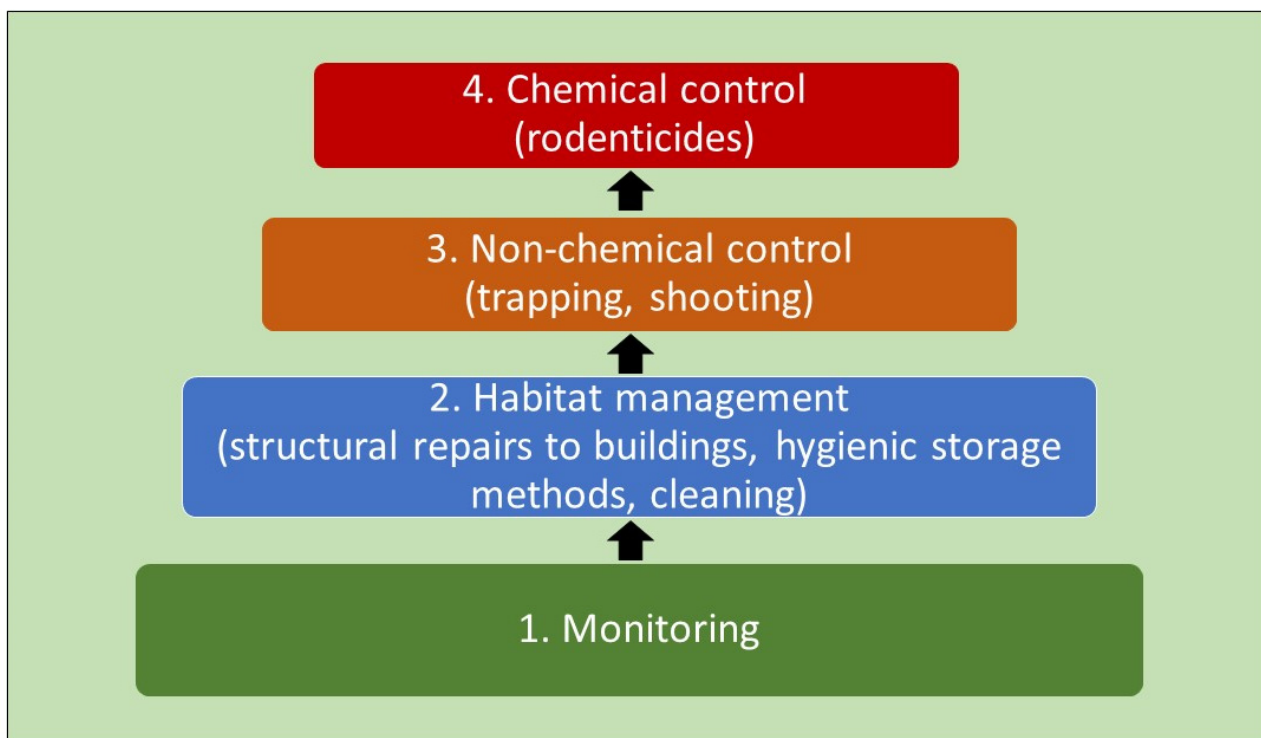 4. Chemical control
(rodenticides)
3. Non-chemical control
(trapping, shooting)
2. Habitat management
(structural repairs to buildings, hygienic storage
methods, cleaning)
1. Monitoring